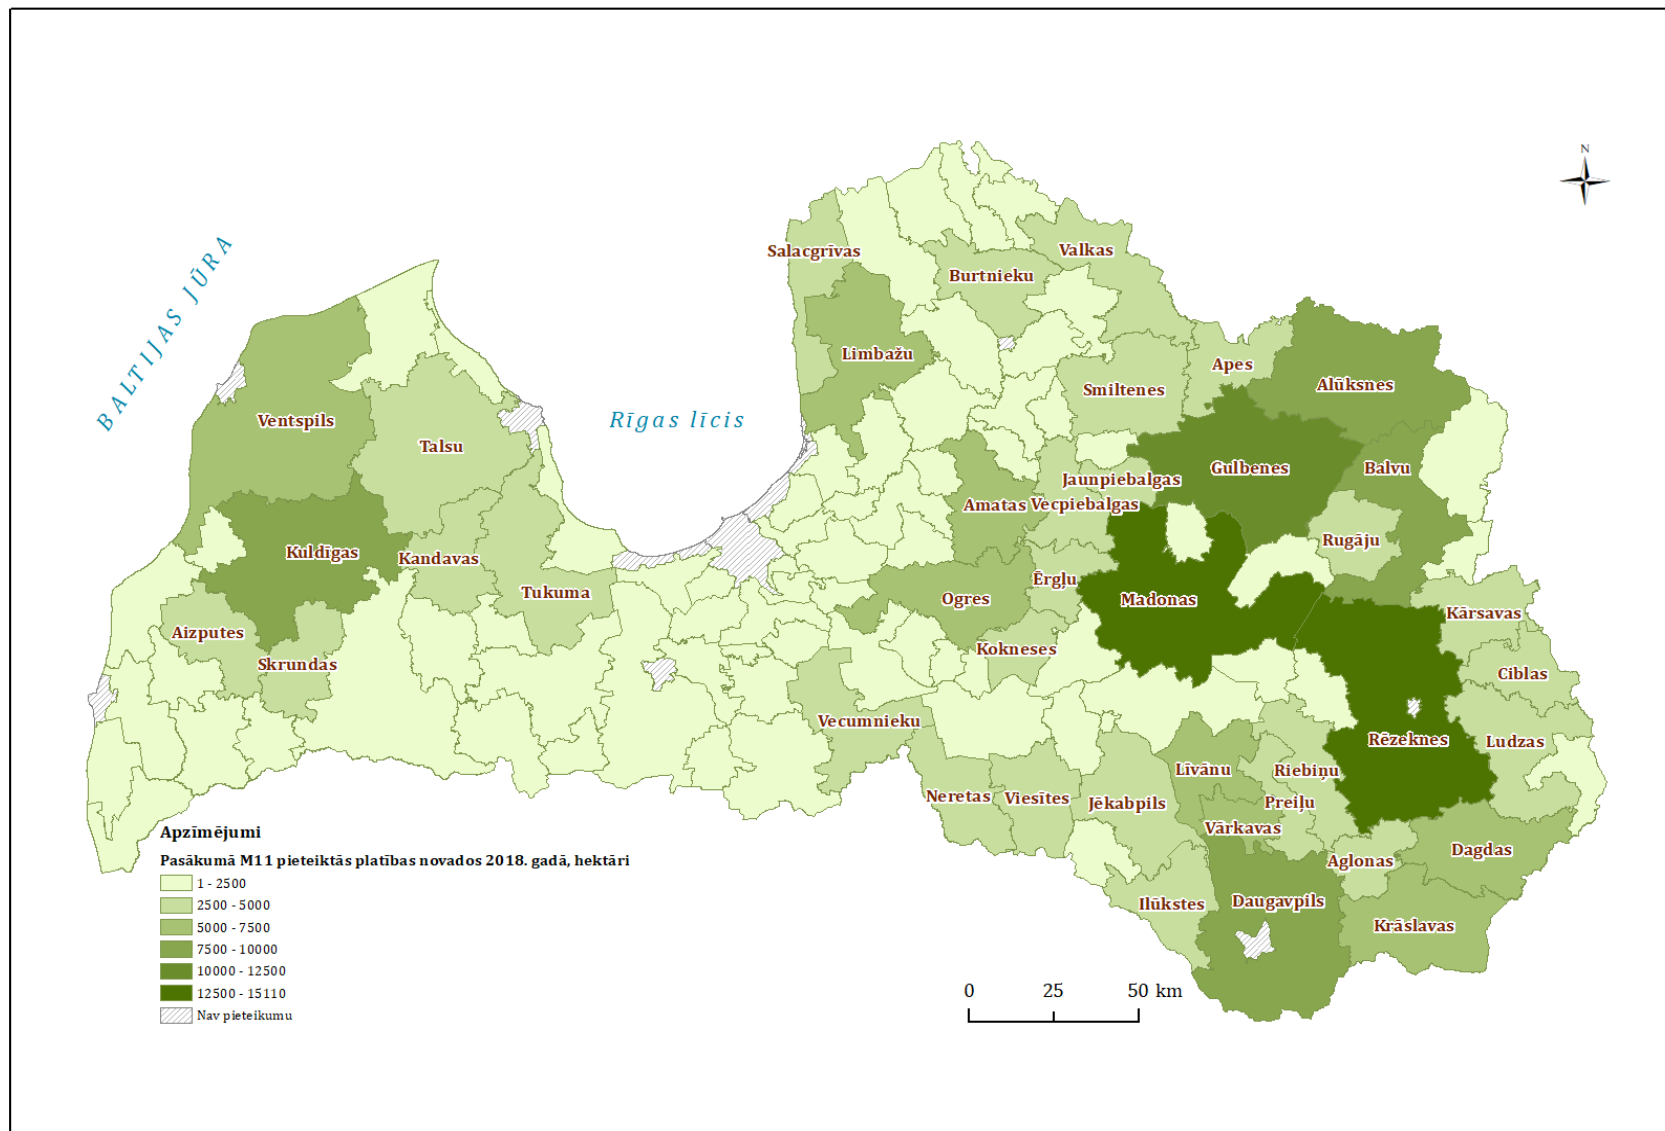 N
BALTIJAS JŪRA
Rīgas līcis
Salacgrīvas
Valkas
Burtnieku
Limbažu
Apes
Alūksnes
Smiltenes
Ventspils
Talsu
Gulbenes
Balvu
Jaunpiebalgas
Amatas
Vecpiebalgas
Rugāju
Kuldīgas
Kandavas
Ērgļu
Tukuma
Ogres
Madonas
Kārsavas
Aizputes
Kokneses
Skrundas
Ciblas
Vecumnieku
Rēzeknes
Ludzas
Līvānu
Riebiņu
Neretas
Viesītes
Jēkabpils
Preiļu
Vārkavas
Dagdas
Aglonas
Ilūkstes
Daugavpils
Krāslavas
Apzīmējumi
Pasākumā M11 pieteiktās platības novados 2018. gadā, hektāri
1 - 2500
2500 - 5000
5000 - 7500
7500 - 10000
10000 - 12500
12500 - 15110
Nav pieteikumu
0 25 50 km